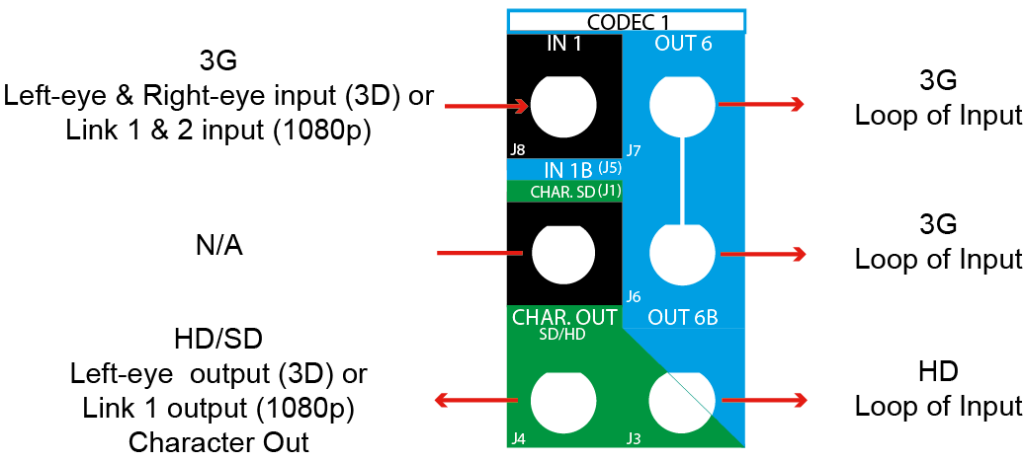 CODEC 1
IN 1
OUT 6
3G
Left-eye & Right-eye input (3D) or
Link 1 & 2 input (1080p)
3G
Loop of Input
J8
J7
IN 1B (J5)
CHAR. SD (J1)
N/A
3G
Loop of Input
J6
CHAR. OUT
SD/HD
OUT 6B
HD/SD
Left-eye output (3D) or
Link 1 output (1080p)
Character Out
HD
Loop of Input
J4
J3